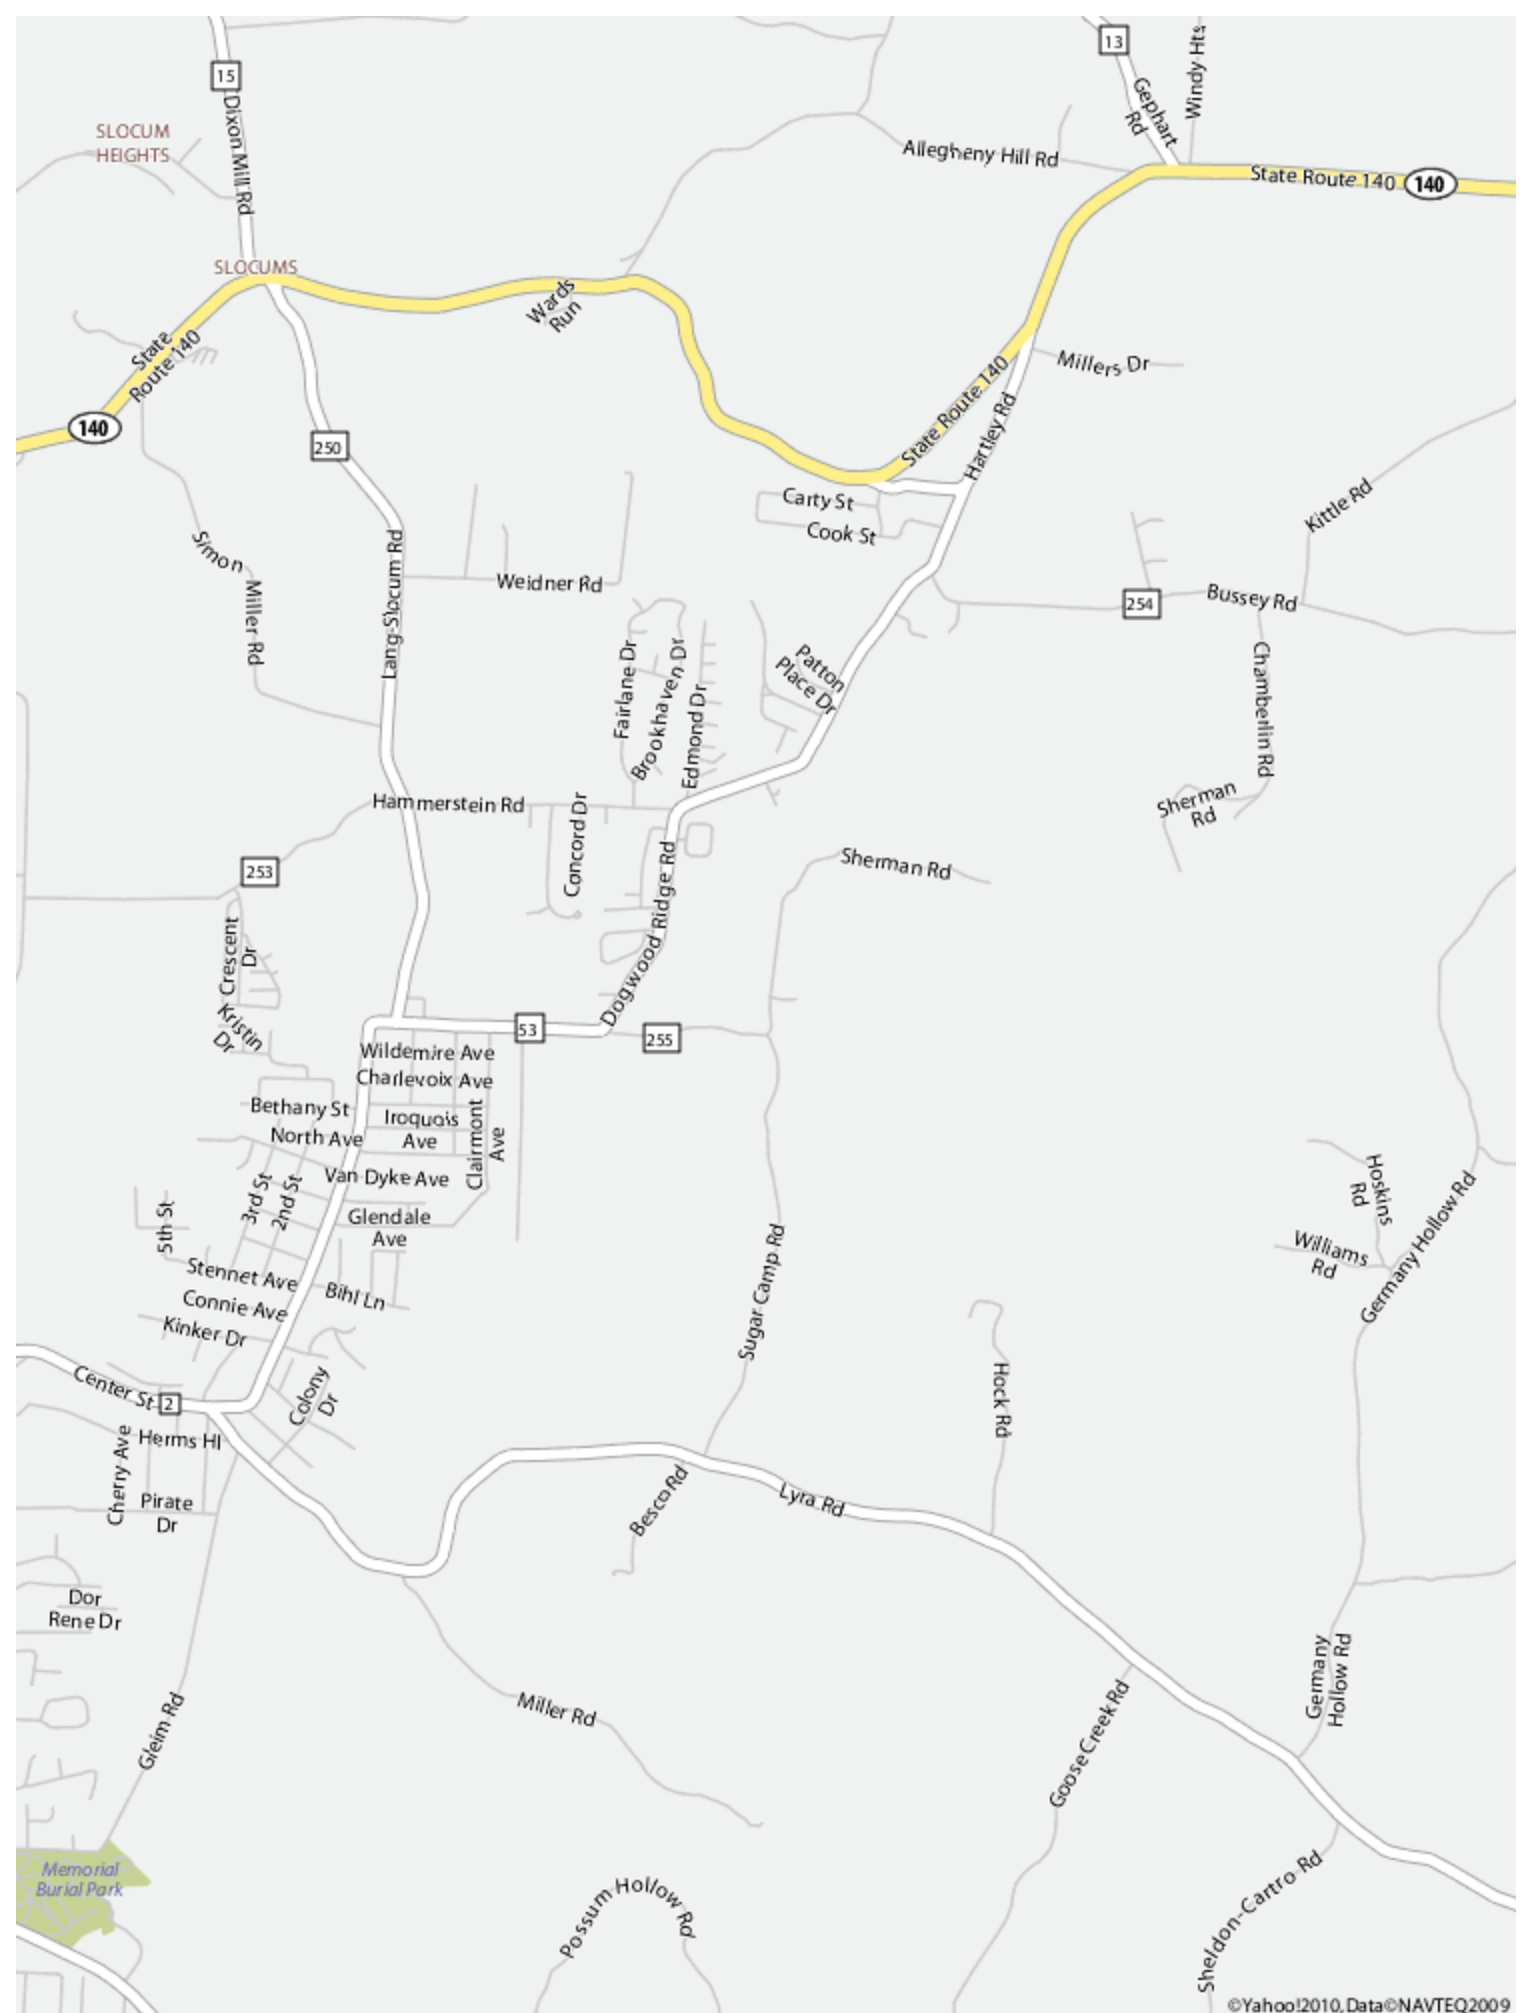 13
Windy Hts
15
Gephart
Rd
Dixon Mill Rd
SLOCUM
HEIGHTS
Allegheny Hill Rd
State Route 140
140
SLOCUMS
Wards
Run
State
Route 140
Millers Dr
State Route 140
Hartley Rd
140
250
Carty St
Cook St
Kittle Rd
Simon
Miller Rd
Lang-Slocum Rd
Weidner Rd
254
Bussey Rd
Fairlane Dr
Brookhaven Dr
Edmond Dr
Patton
Place Dr
Chamberlin Rd
Hammerstein Rd
Concord Dr
Sherman
Rd
253
Dogwood Ridge Rd
Sherman Rd
Crescent
Dr
Kristin
Dr
53
255
Wildemire Ave
Charlevoix Ave
Bethany St
Iroquois
Ave
North Ave
Clairmont
Ave
Van Dyke Ave
3rd St
2nd St
5th St
Glendale
Ave
Hoskins
Rd
Williams
Rd
Germany Hollow Rd
Stennet Ave
Bihl Ln
Connie Ave
Kinker Dr
Sugar Camp Rd
Center St
2
Colony
Dr
Hock Rd
Herms Hl
Cherry Ave
Pirate
Dr
Besco Rd
Lyra Rd
Dor
Rene Dr
Germany
Hollow Rd
Gleim Rd
Miller Rd
Goose Creek Rd
Memorial
Burial Park
Possum Hollow Rd
Sheldon-Cartro Rd
©Yahoo!2010, Data©NAVTEQ2009